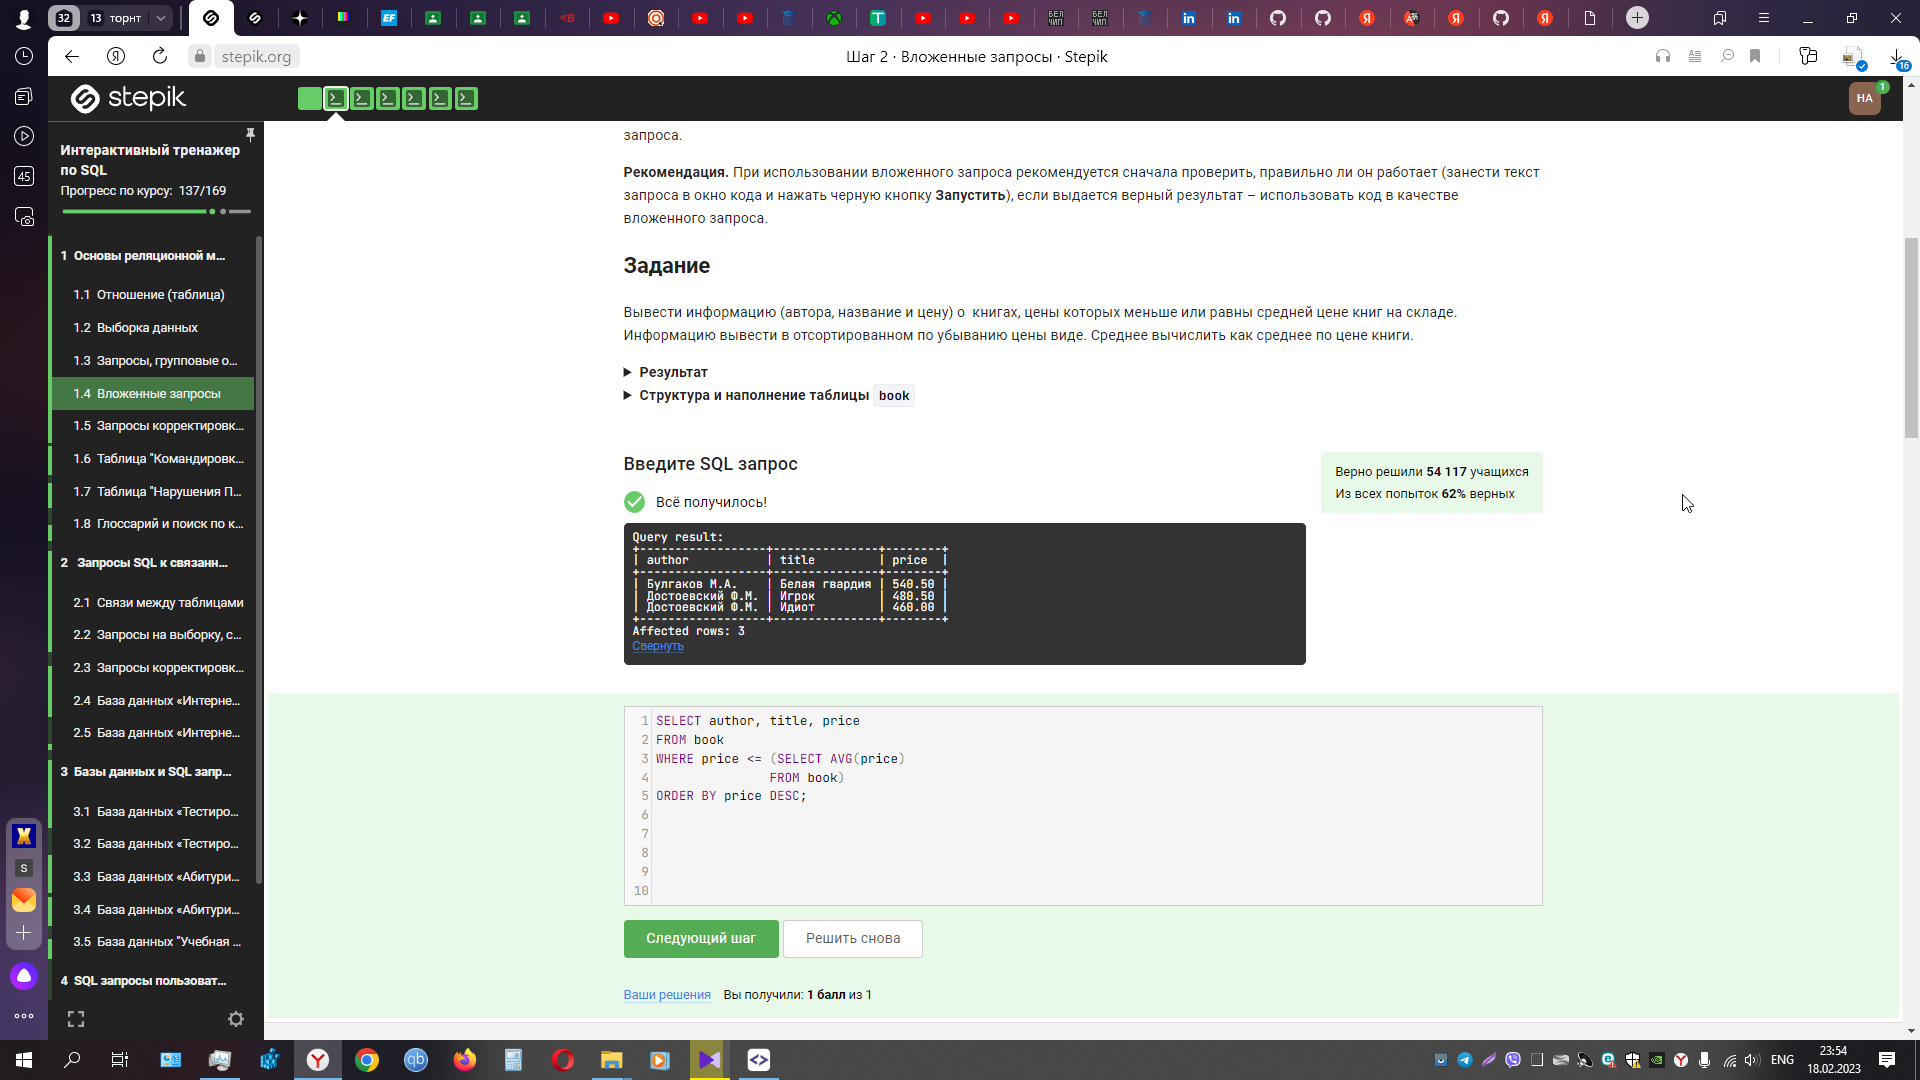 32
13
торнт
stepik.org
Шаг 2 · Вложенные запросы · Stepik
16
stepik
НА
1
45
Интерактивный тренажер
по SQL
Прогресс по курсу: 137/169
1 Основы реляционной м...
1.1 Отношение (таблица)
1.2 Выборка данных
1.3 Запросы, групповые о...
1.4 Вложенные запросы
1.5 Запросы корректировк...
1.6 Таблица "Командировк...
1.7 Таблица "Нарушения П...
1.8 Глоссарий и поиск по к...
2 Запросы SQL к связанн...
2.1 Связи между таблицами
2.2 Запросы на выборку, с...
2.3 Запросы корректировк...
2.4 База данных «Интерне...
2.5 База данных «Интерне...
3 Базы данных и SQL запр...
3.1 База данных «Тестиро...
3.2 База данных «Тестиро...
3.3 База данных «Абитури...
3.4 База данных «Абитури...
3.5 База данных "Учебная ...
4 SQL запросы пользоват...
запроса.
Рекомендация. При использовании вложенного запроса рекомендуется сначала проверить, правильно ли он работает (занести текст
запроса в окно кода и нажать черную кнопку Запустить), если выдается верный результат – использовать код в качестве
вложенного запроса.
Задание
Вывести информацию (автора, название и цену) о книгах, цены которых меньше или равны средней цене книг на складе.
Информацию вывести в отсортированном по убыванию цены виде. Среднее вычислить как среднее по цене книги.
Результат
Структура и наполнение таблицы book
Введите SQL запрос
Верно решили 54 117 учащихся
Из всех попыток 62% верных
Всё получилось!
Query result:
+-------------------+---------------+--------+
| author | title | price |
+-------------------+---------------+--------+
| Булгаков М.А. | Белая гвардия | 540.50 |
| Достоевский Ф.М. | Игрок | 480.50 |
| Достоевский Ф.М. | Идиот | 460.00 |
+-------------------+---------------+--------+
Affected rows: 3
Свернуть
1 SELECT author, title, price
2 FROM book
3 WHERE price <= (SELECT AVG(price)
4 FROM book)
5 ORDER BY price DESC;
6
7
8
9
10
Следующий шаг
Решить снова
Ваши решения
Вы получили: 1 балл из 1
ENG
23:54
18.02.2023